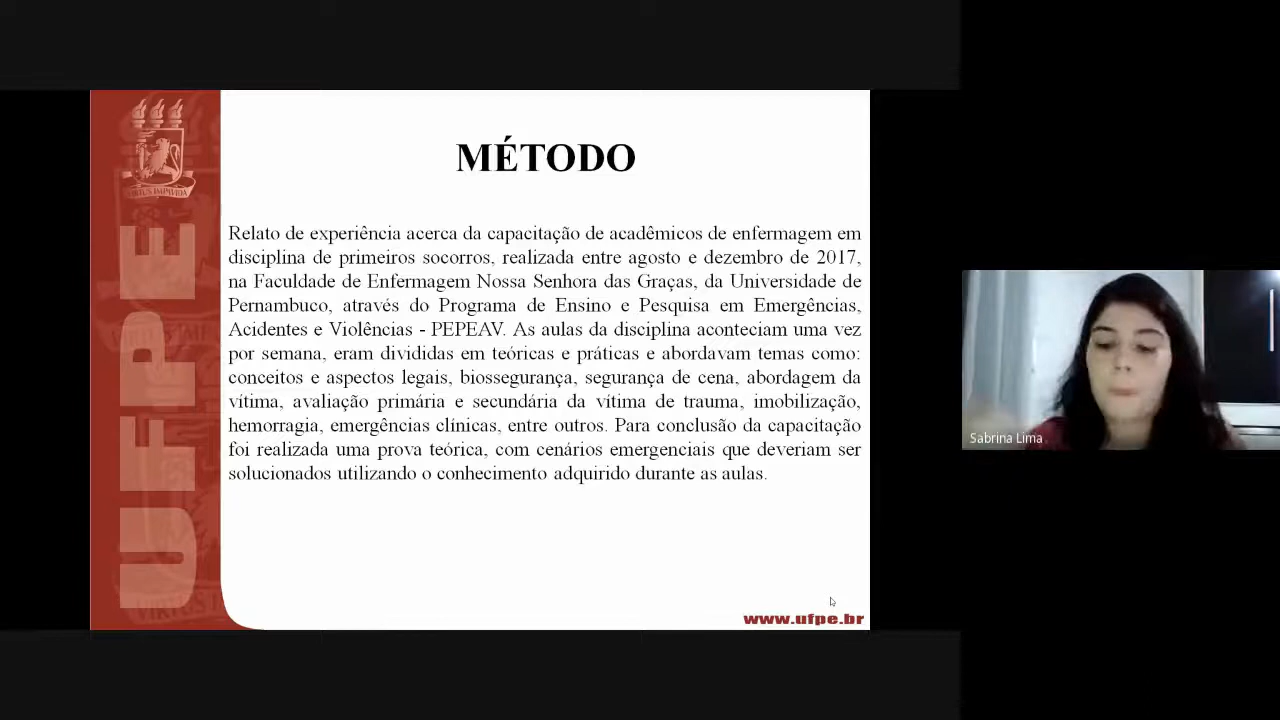 MÉTODO
Relato de experiência acerca da capacitação de acadêmicos de enfermagem em
disciplina de primeiros socorros, realizada entre agosto e dezembro de 2017,
na Faculdade de Enfermagem Nossa Senhora das Graças, da Universidade de
Pernambuco, através do Programa de Ensino e Pesquisa em Emergências,
Acidentes e Violências - PEPEAV. As aulas da disciplina aconteciam uma vez
por semana, eram divididas em teóricas e práticas e abordavam temas como:
conceitos e aspectos legais, biossegurança, segurança de cena, abordagem da
vítima, avaliação primária e secundária da vítima de trauma, imobilização,
hemorragia, emergências clínicas, entre outros. Para conclusão da capacitação
foi realizada uma prova teórica, com cenários emergenciais que deveriam ser
solucionados utilizando o conhecimento adquirido durante as aulas.
UFPE
VIRTUS IMPAVIDA
www.ufpe.br
Sabrina Lima